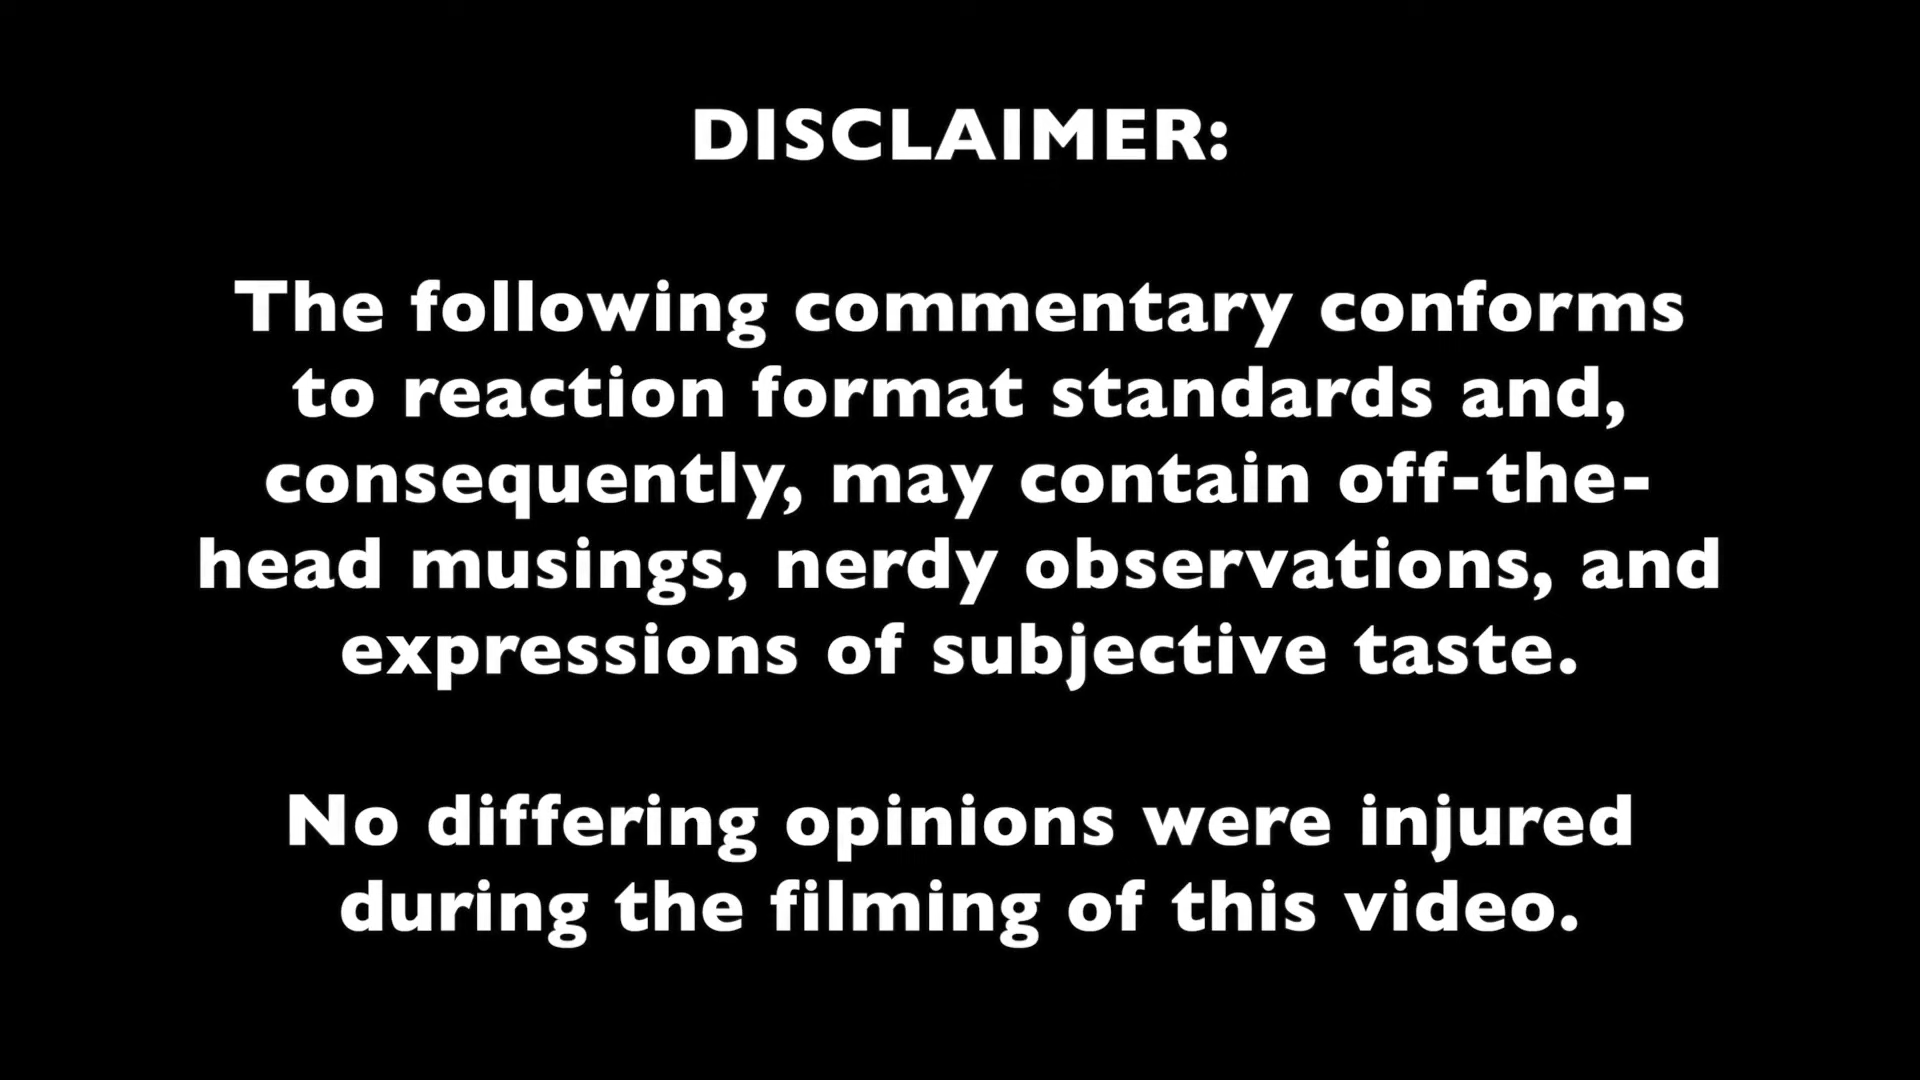 DISCLAIMER:
The following commentary conforms
to reaction format standards and,
consequently, may contain off-the-
head musings, nerdy observations, and
expressions of subjective taste.
No differing opinions were injured
during the filming of this video.